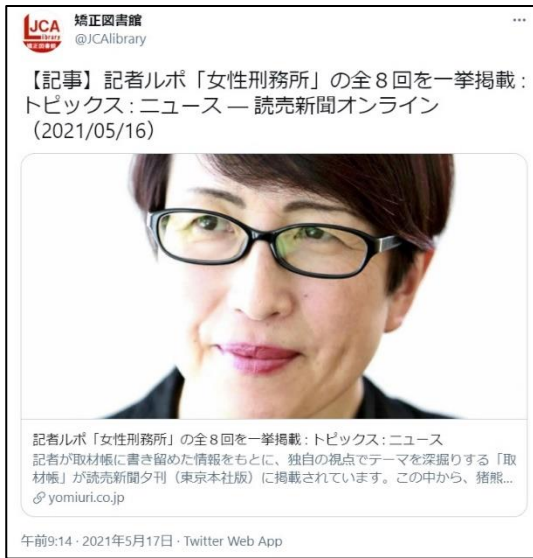 JCA
library
矯正図書館
矯正図書館
@JCAlibrary
【記事】記者ルポ「女性刑務所」の全８回を一挙掲載 :
トピックス : ニュース — 読売新聞オンライン
（2021/05/16）
記者ルポ「女性刑務所」の全８回を一挙掲載 : トピックス : ニュース
記者が取材帳に書き留めた情報をもとに、独自の視点でテーマを深掘りする「取
材帳」が読売新聞夕刊（東京本社版）に掲載されています。この中から、猪熊...
yomiuri.co.jp
午前9:14 · 2021年5月17日 · Twitter Web App